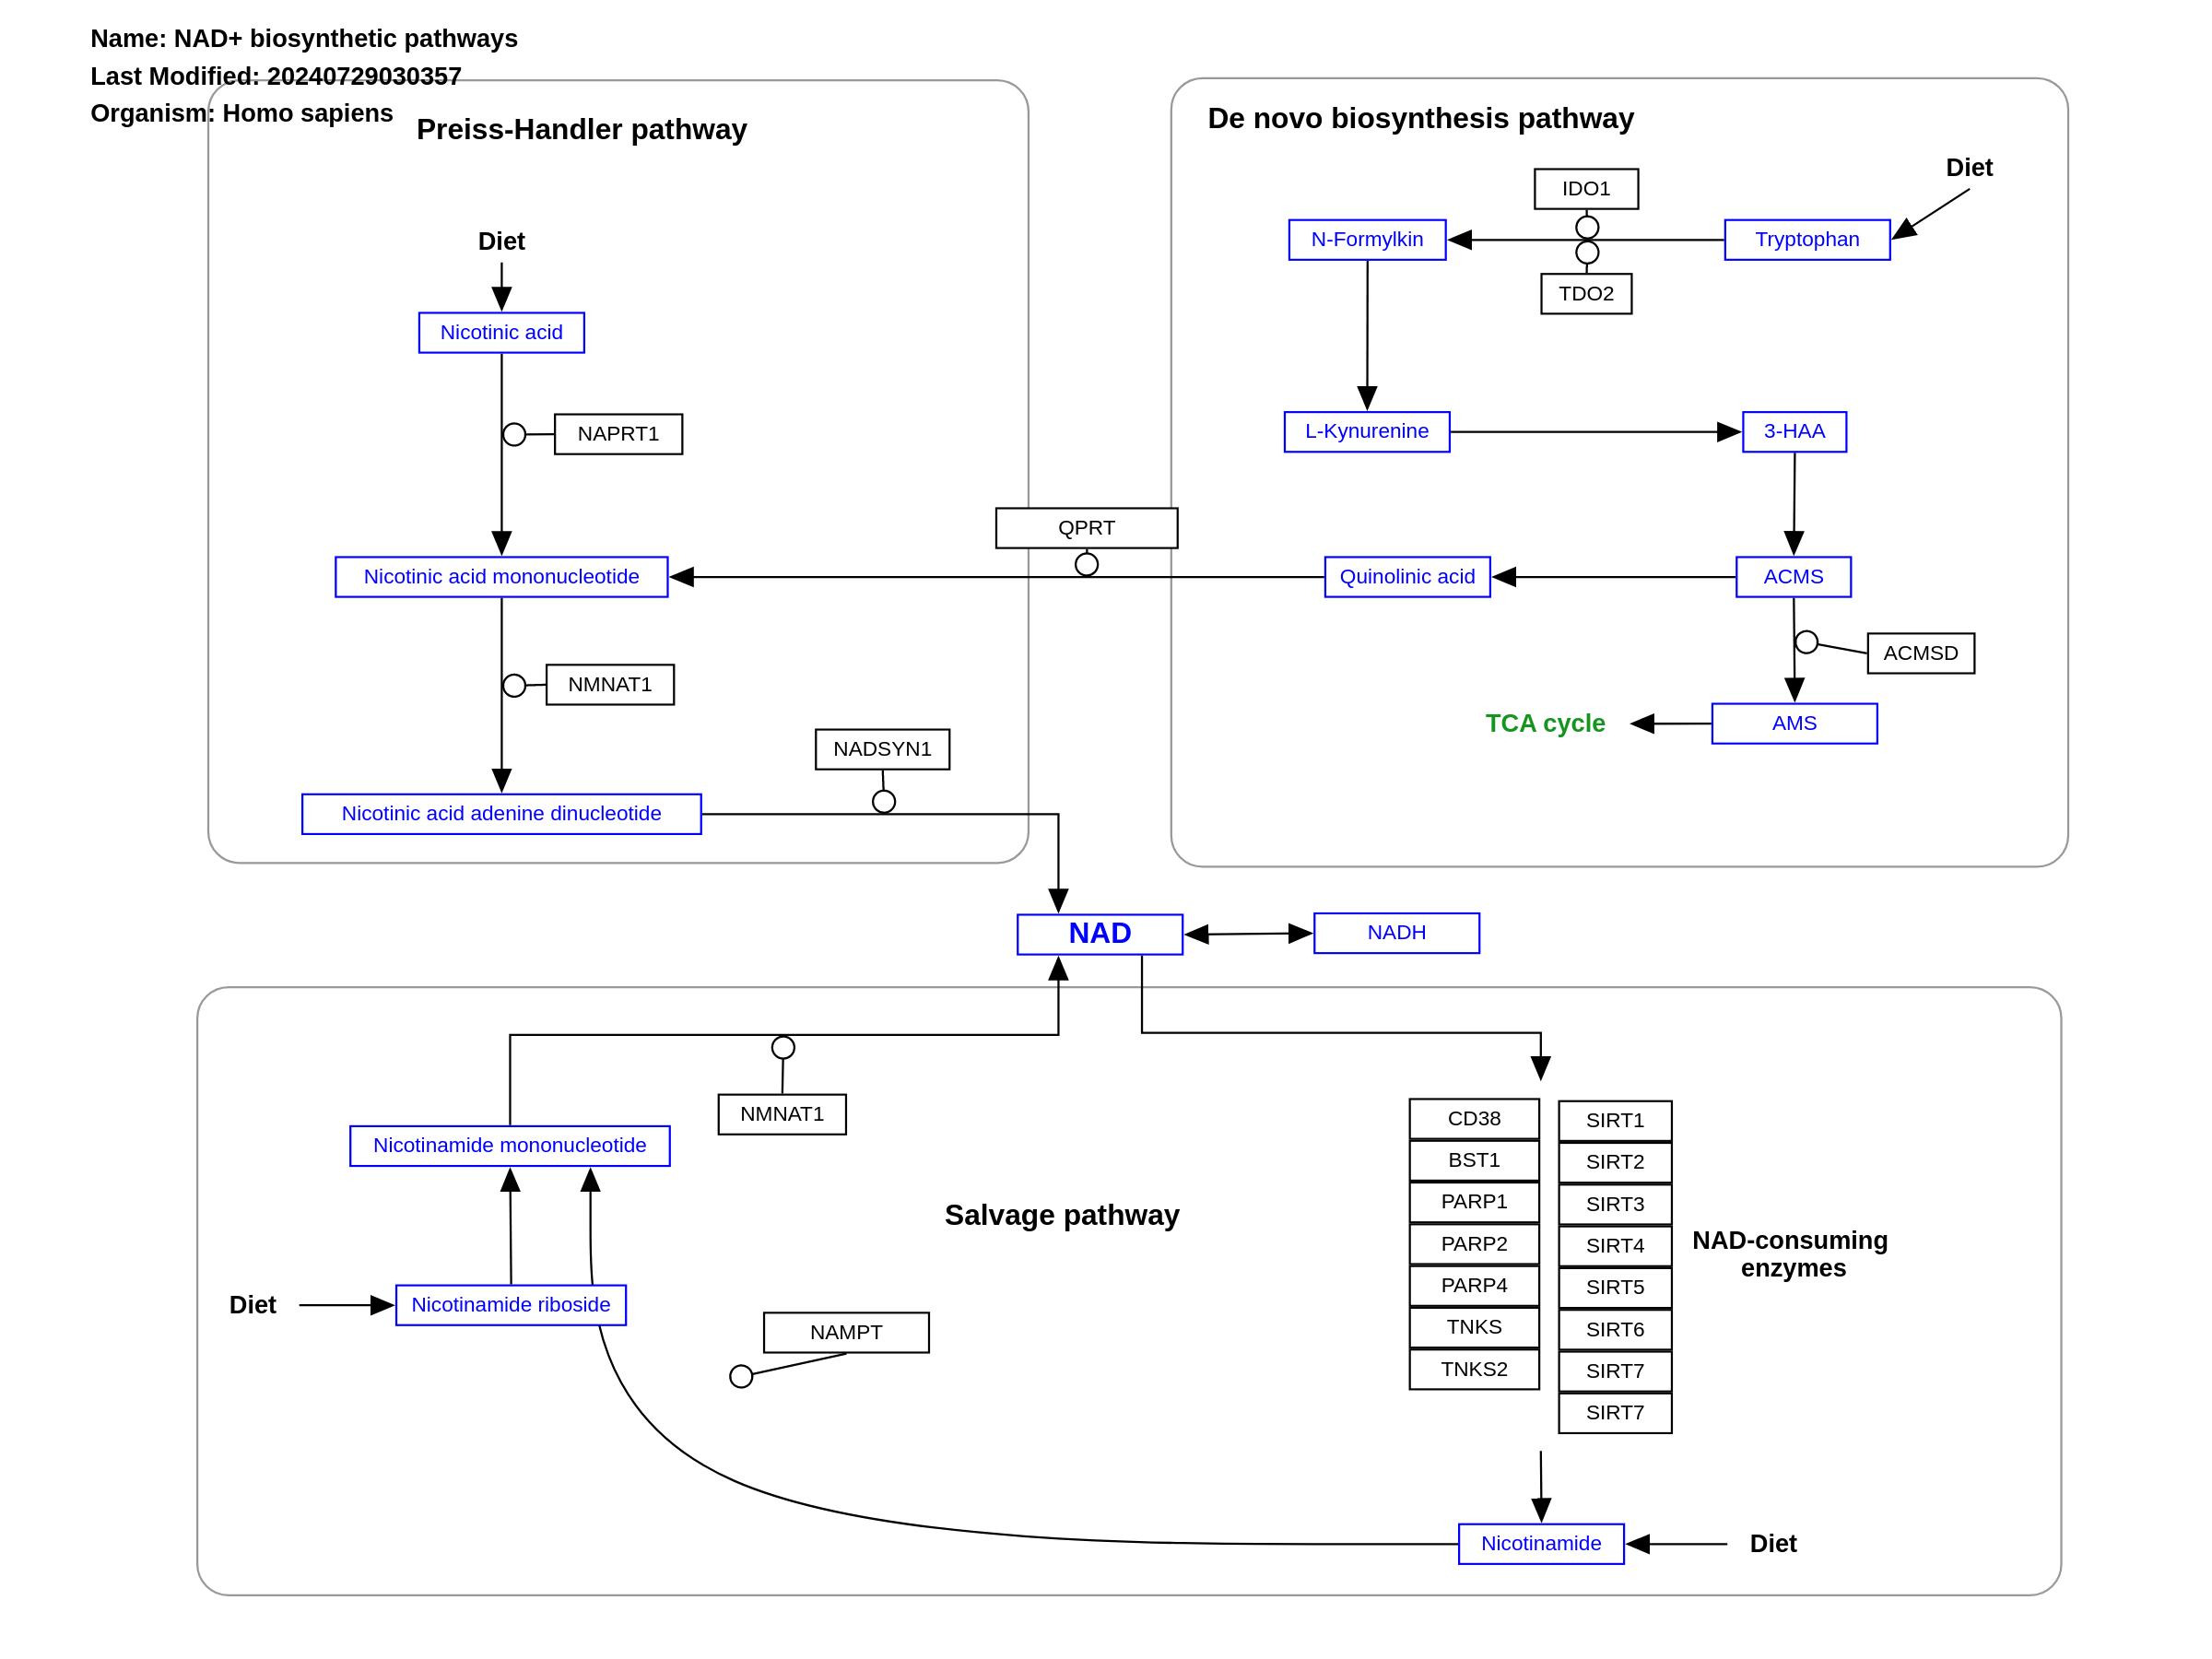 Name: NAD+ biosynthetic pathways
Last Modified: 20240729030357
Organism: Homo sapiens
Preiss-Handler pathway
Diet
Nicotinic acid
NAPRT1
Nicotinic acid mononucleotide
NMNAT1
NADSYN1
Nicotinic acid adenine dinucleotide
QPRT
De novo biosynthesis pathway
Diet
IDO1
N-Formylkin
Tryptophan
TDO2
L-Kynurenine
3-HAA
Quinolinic acid
ACMS
ACMSD
TCA cycle
AMS
NAD
NADH
NMNAT1
Nicotinamide mononucleotide
Salvage pathway
Diet
Nicotinamide riboside
NAMPT
CD38
BST1
PARP1
PARP2
PARP4
TNKS
TNKS2
SIRT1
SIRT2
SIRT3
SIRT4
SIRT5
SIRT6
SIRT7
SIRT7
NAD-consuming
enzymes
Nicotinamide
Diet